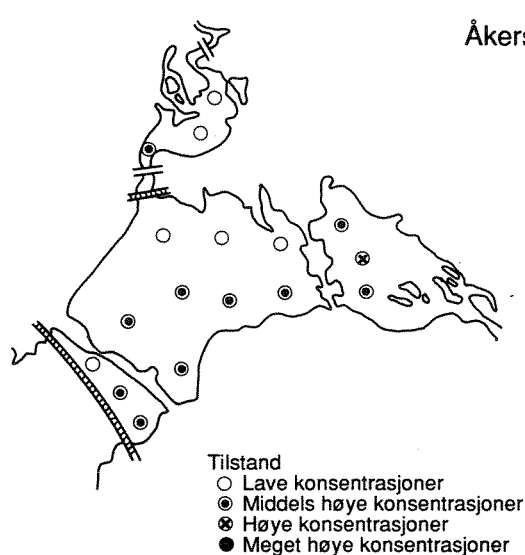 Åkers
Tilstand
Lave konsentrasjoner
Middels høye konsentrasjoner
Høye konsentrasjoner
Meget høye konsentrasjoner